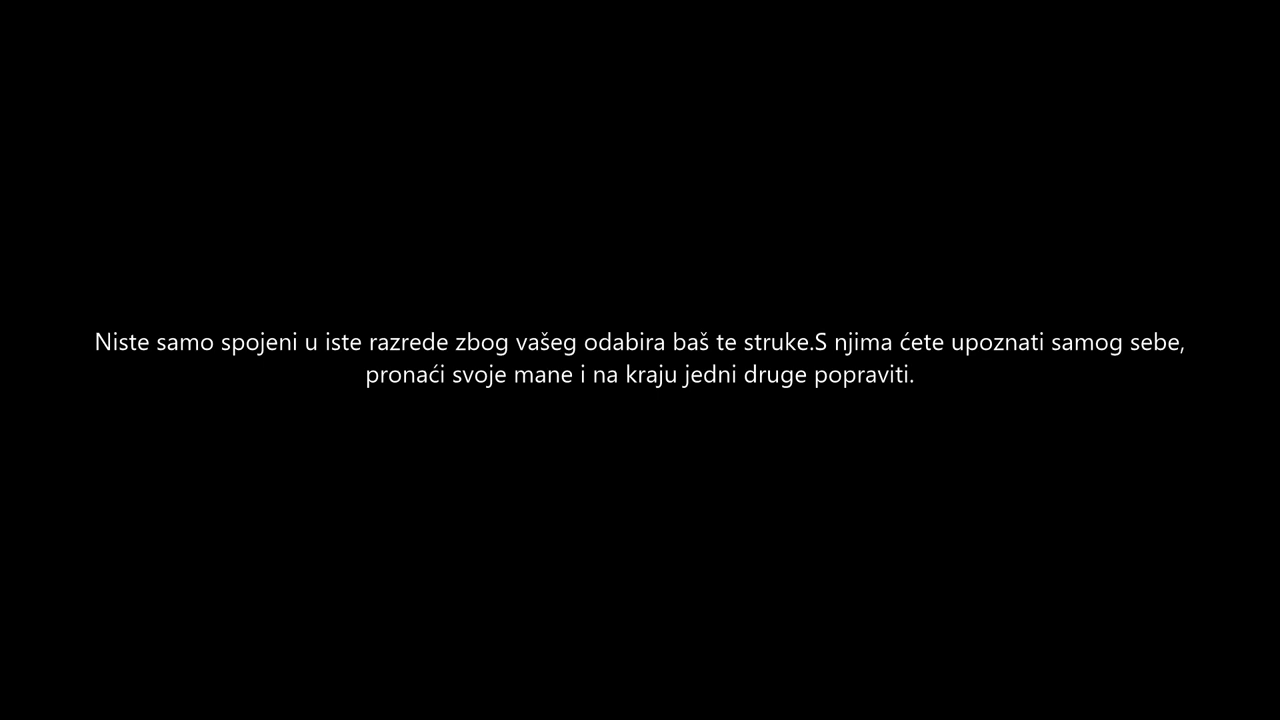 Niste samo spojeni u iste razrede zbog vašeg odabira baš te struke.S njima ćete upoznati samog sebe,
pronaći svoje mane i na kraju jedni druge popraviti.